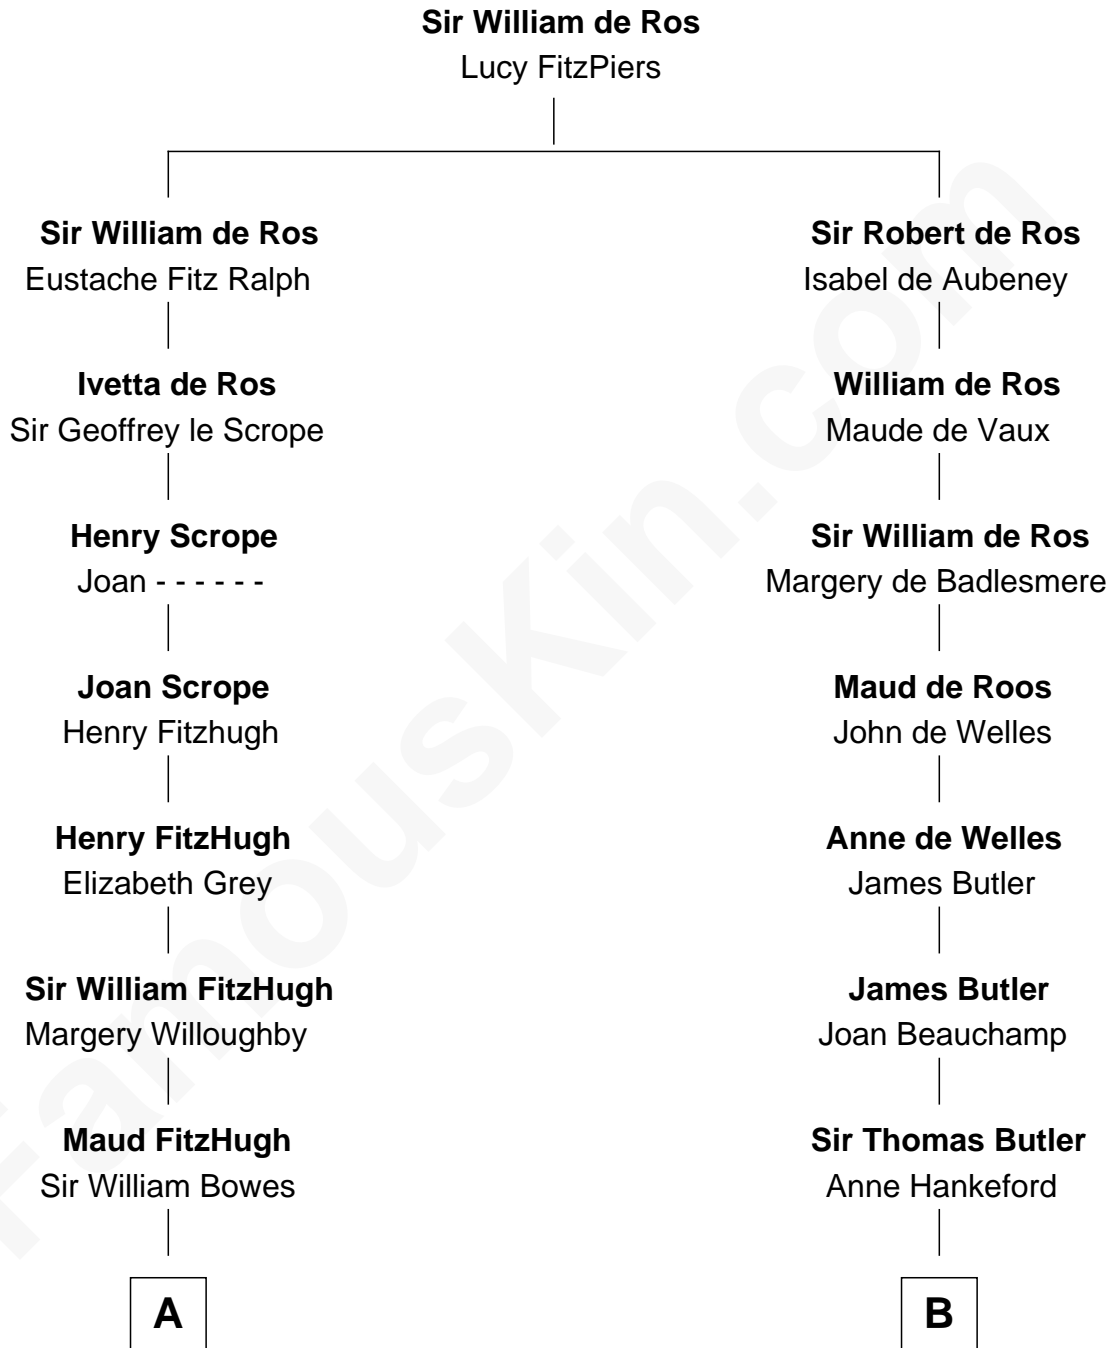 Sir William de Ros
Lucy FitzPiers
Sir William de Ros
Eustache Fitz Ralph
Sir Robert de Ros
Isabel de Aubeney
Ivetta de Ros
Sir Geoffrey le Scrope
William de Ros
Maude de Vaux
Henry Scrope
Joan - - - - - -
Sir William de Ros
Margery de Badlesmere
Joan Scrope
Henry Fitzhugh
Maud de Roos
John de Welles
Henry FitzHugh
Elizabeth Grey
Anne de Welles
James Butler
Sir William FitzHugh
Margery Willoughby
James Butler
Joan Beauchamp
Maud FitzHugh
Sir William Bowes
Sir Thomas Butler
Anne Hankeford
A
B
FamousKin.com